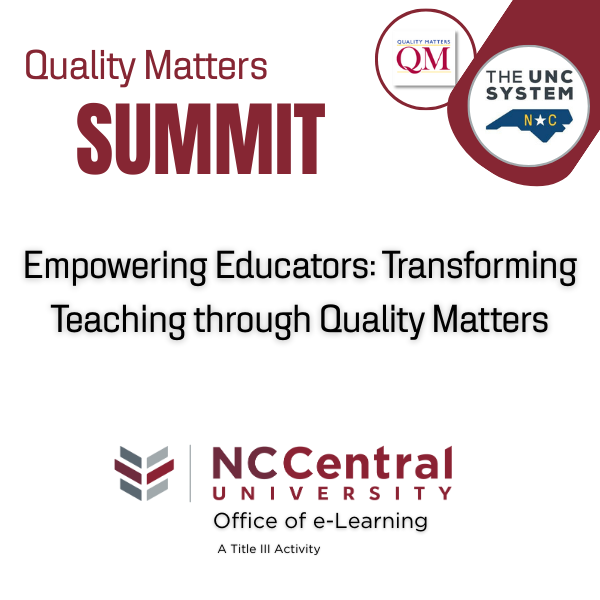 Quality Matters
SUMMIT
QUALITY MATTERS
QM
THE UNC
SYSTEM
N★C
Empowering Educators: Transforming
Teaching through Quality Matters
NCCentral
UNIVERSITY
Office of e-Learning
A Title III Activity